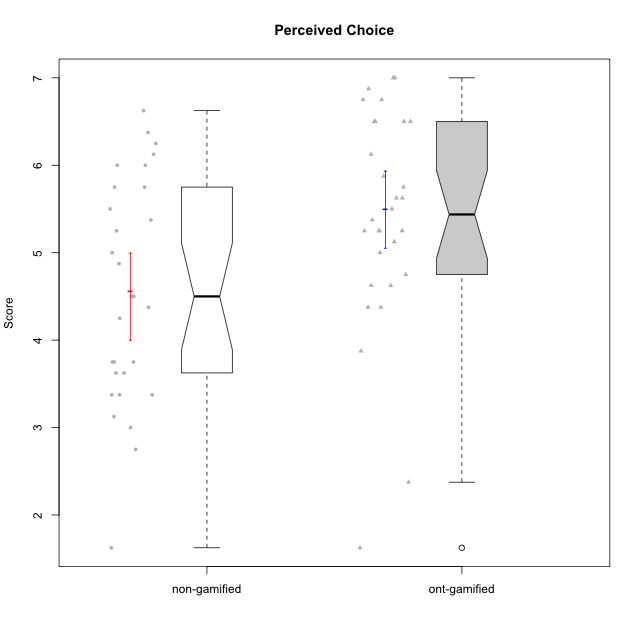 Perceived Choice
Score
7
6
5
4
3
2
non-gamified
ont-gamified